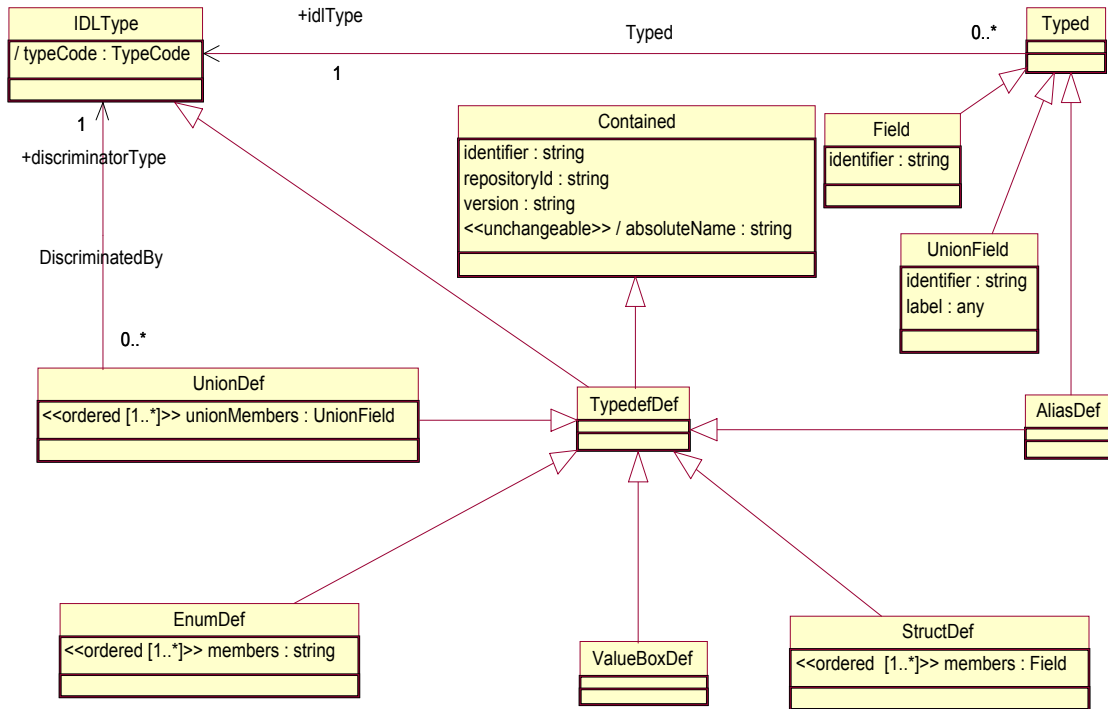 IDLType
/ typeCode : TypeCode
+idlType
Typed
0..*
1
Typed
1
+discriminatorType
DiscriminatedBy
0..*
Contained
identifier : string
repositoryId : string
version : string
<<unchangeable>> / absoluteName : string
Field
identifier : string
UnionField
identifier : string
label : any
UnionDef
<<ordered [1..*]>> unionMembers : UnionField
TypedefDef
AliasDef
EnumDef
<<ordered [1..*]>> members : string
ValueBoxDef
StructDef
<<ordered  [1..*]>> members : Field